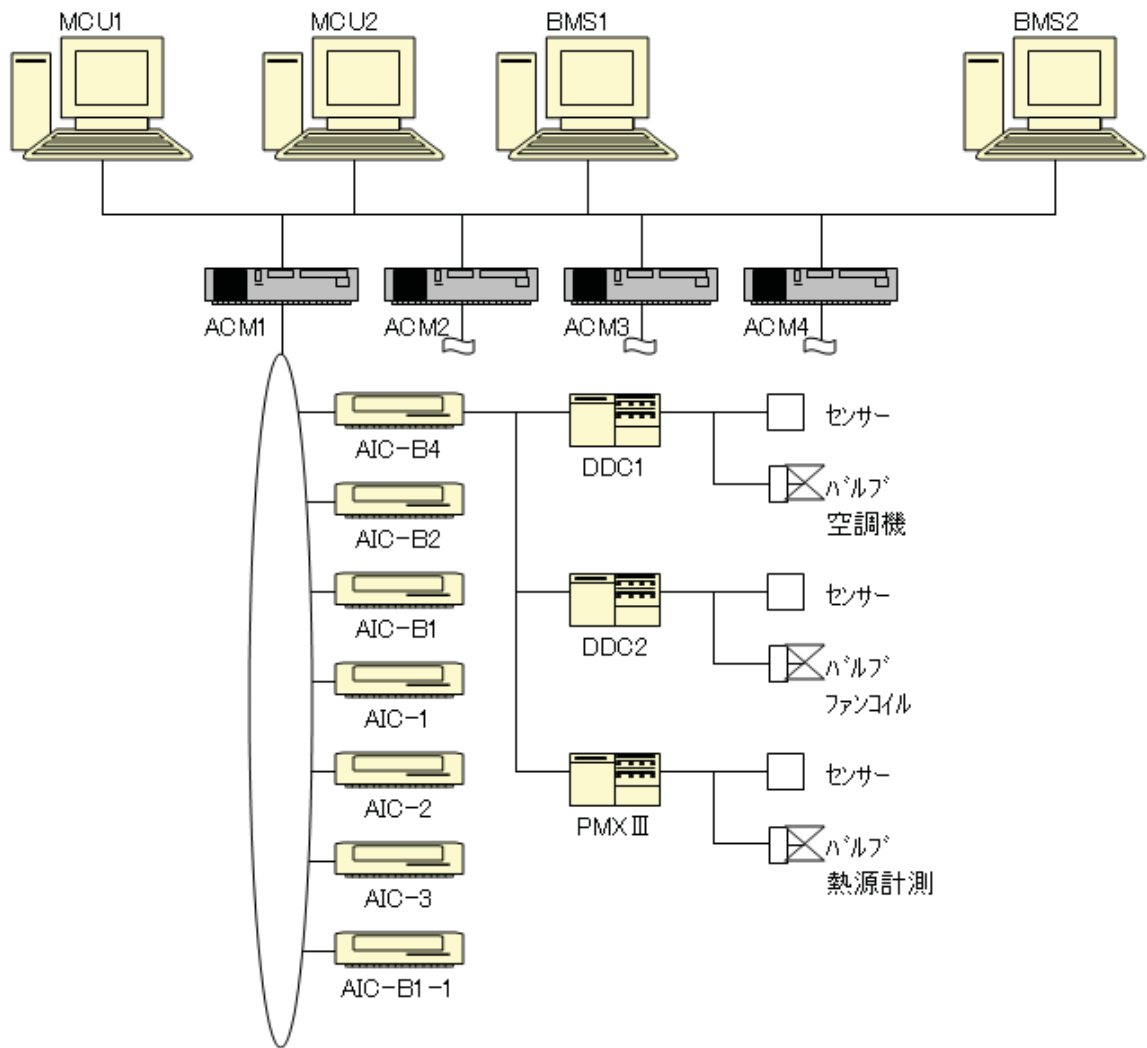 MCU1
MCU2
BMS1
BMS2
ACM1
ACM2
ACM3
ACM4
AIC-B4
AIC-B2
AIC-B1
AIC-1
AIC-2
AIC-3
AIC-B1-1
DDC1
センサー
バルブ
空調機
DDC2
センサー
バルブ
ファンコイル
PMXⅢ
センサー
バルブ
熱源計測